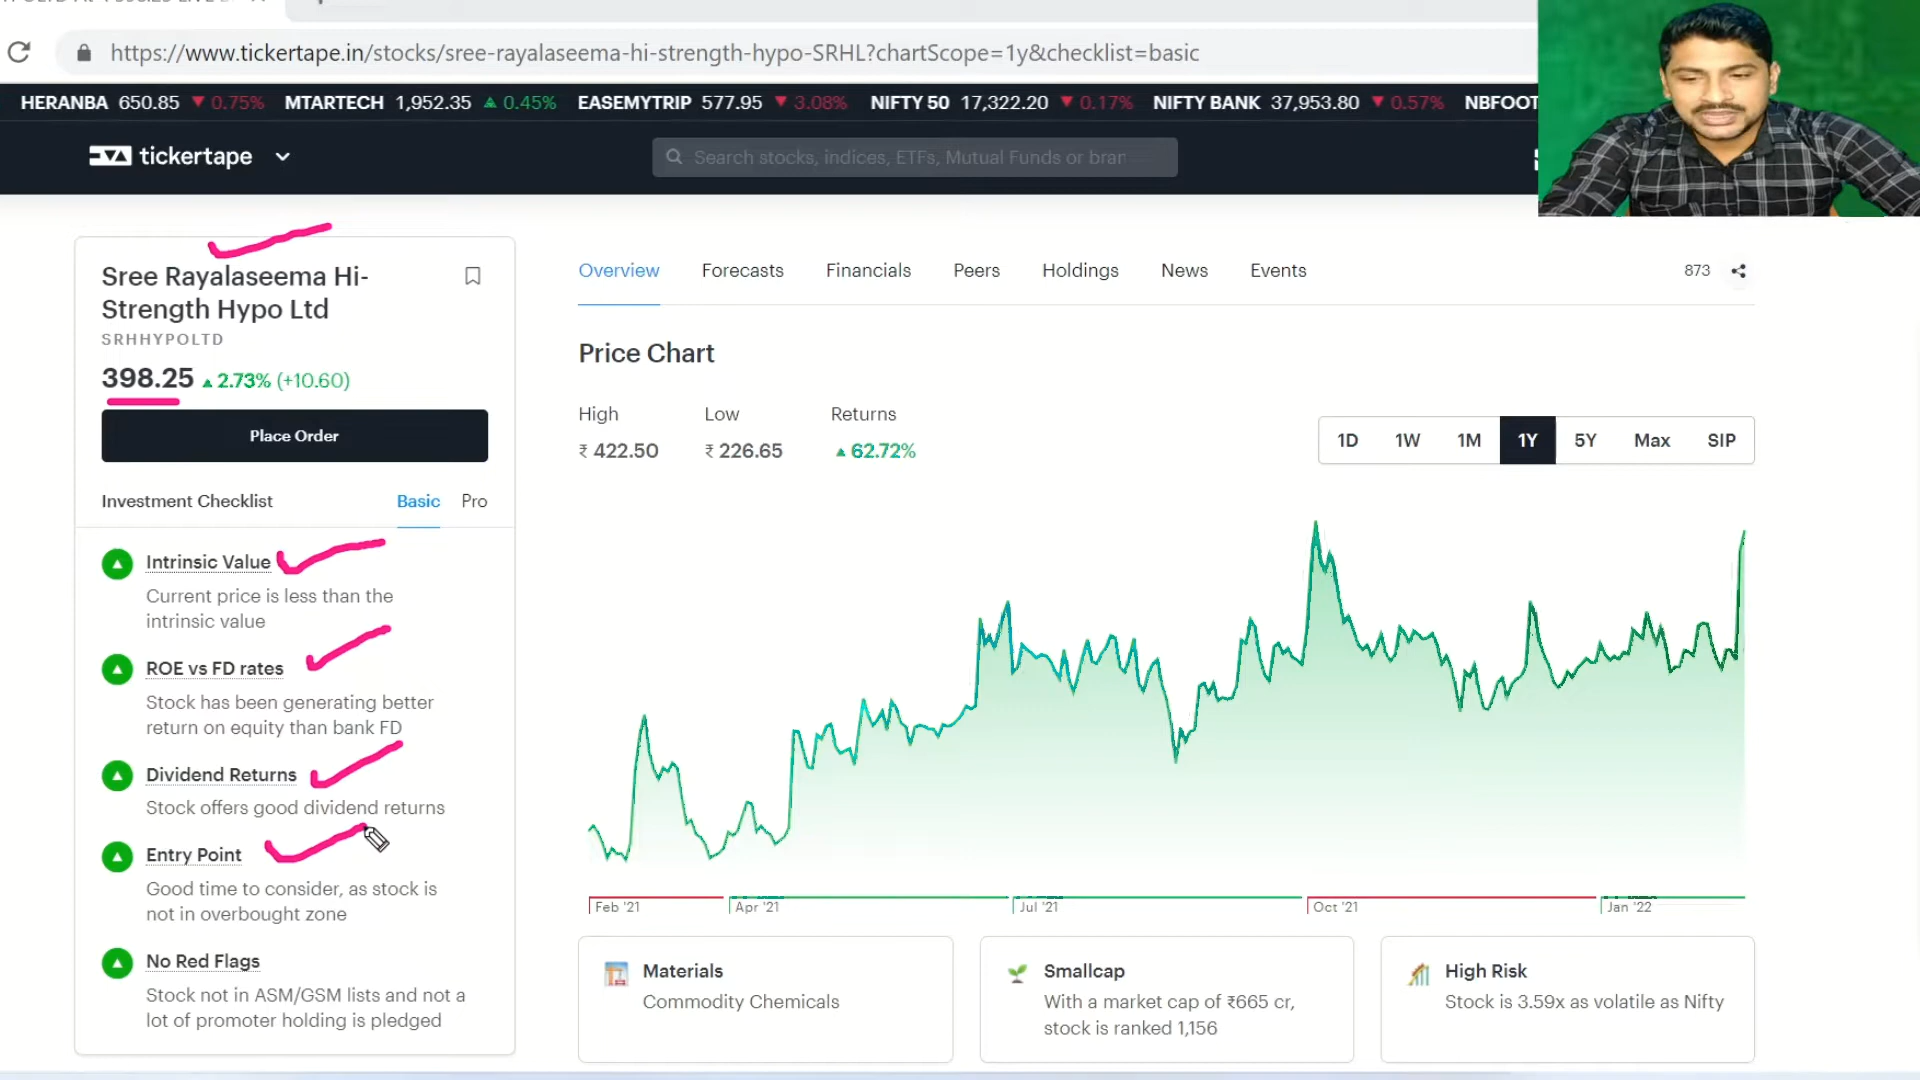 https://www.tickertape.in/stocks/sree-rayalaseema-hi-strength-hypo-SRHL?chartScope=1y&checklist=basic
HERANBA 650.85 ▼ 0.75% MTARTECH 1,952.35 ▲ 0.45% EASEMYTRIP 577.95 ▼ 3.08% NIFTY 50 17,322.20 ▼ 0.17% NIFTY BANK 37,953.80 ▼ 0.57% NBFOOT
tickertape
Search stocks, indices, ETFs, Mutual Funds or bran
Sree Rayalaseema Hi-
Strength Hypo Ltd
SRHHYPOLTD
398.25 ▲ 2.73% (+10.60)
Place Order
Investment Checklist Basic Pro
Intrinsic Value
Current price is less than the
intrinsic value
ROE vs FD rates
Stock has been generating better
return on equity than bank FD
Dividend Returns
Stock offers good dividend returns
Entry Point
Good time to consider, as stock is
not in overbought zone
No Red Flags
Stock not in ASM/GSM lists and not a
lot of promoter holding is pledged
Overview Forecasts Financials Peers Holdings News Events 873
Price Chart
High Low Returns
₹ 422.50 ₹ 226.65 ▲ 62.72%
1D 1W 1M 1Y 5Y Max SIP
Feb '21 Apr '21 Jul '21 Oct '21 Jan '22
Materials
Commodity Chemicals
Smallcap
With a market cap of ₹665 cr,
stock is ranked 1,156
High Risk
Stock is 3.59x as volatile as Nifty